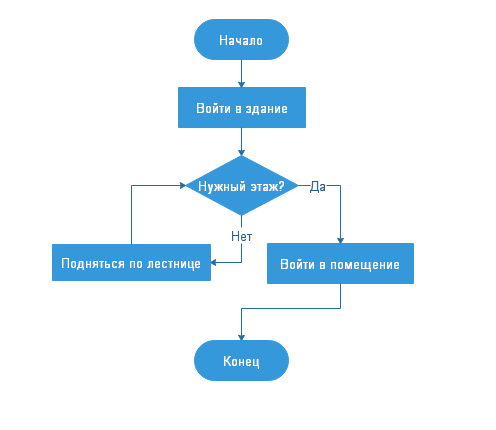 Начало
Войти в здание
Нужный этаж?
Да
Нет
Подняться по лестнице
Войти в помещение
Конец